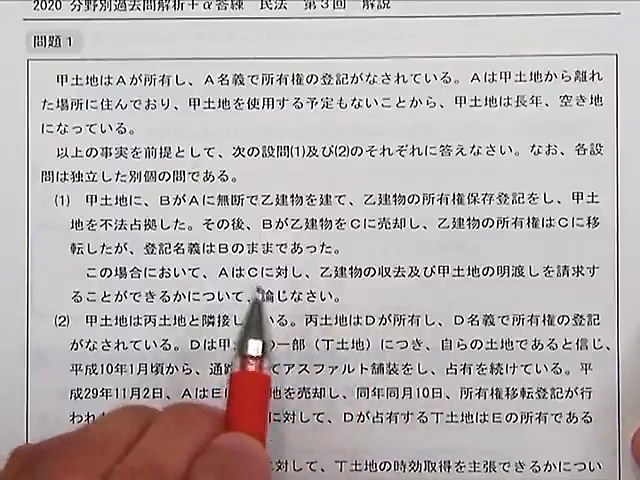 2020 分野別過去問解析+α答練 民法 第3回 解説
問題1
甲土地はAが所有し、A名義で所有権の登記がなされている。Aは甲土地から離れ
た場所に住んでおり、甲土地を使用する予定もないことから、甲土地は長年、空き地
になっている。
以上の事実を前提として、次の設問(1)及び(2)のそれぞれに答えなさい。なお、各設
問は独立した別個の問である。
(1) 甲土地に、BがAに無断で乙建物を建て、乙建物の所有権保存登記をし、甲土
地を不法占拠した。その後、Bが乙建物をCに売却し、乙建物の所有権はCに移
転したが、登記名義はBのままであった。
この場合において、AはCに対し、乙建物の収去及び甲土地の明渡しを請求す
ることができるかについて、論じなさい。
(2) 甲土地は丙土地と隣接し いる。丙土地はDが所有し、D名義で所有権の登記
がなされている。Dは甲 の一部(丁土地)につき、自らの土地であると信じ、
平成10年1月頃から、通路 てアスファルト舗装をし、占有を続けている。平
成29年11月2日、AはEに 地を売却し、同年同月10日、所有権移転登記が行
われ に対して、Dが占有する丁土地はEの所有である
に対して、丁土地の時効取得を主張できるかについ